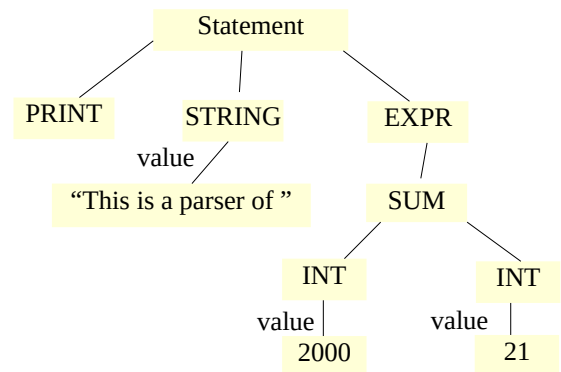 Statement
PRINT
STRING
EXPR
value
“This is a parser of ”
SUM
INT
INT
value
value
2000
21